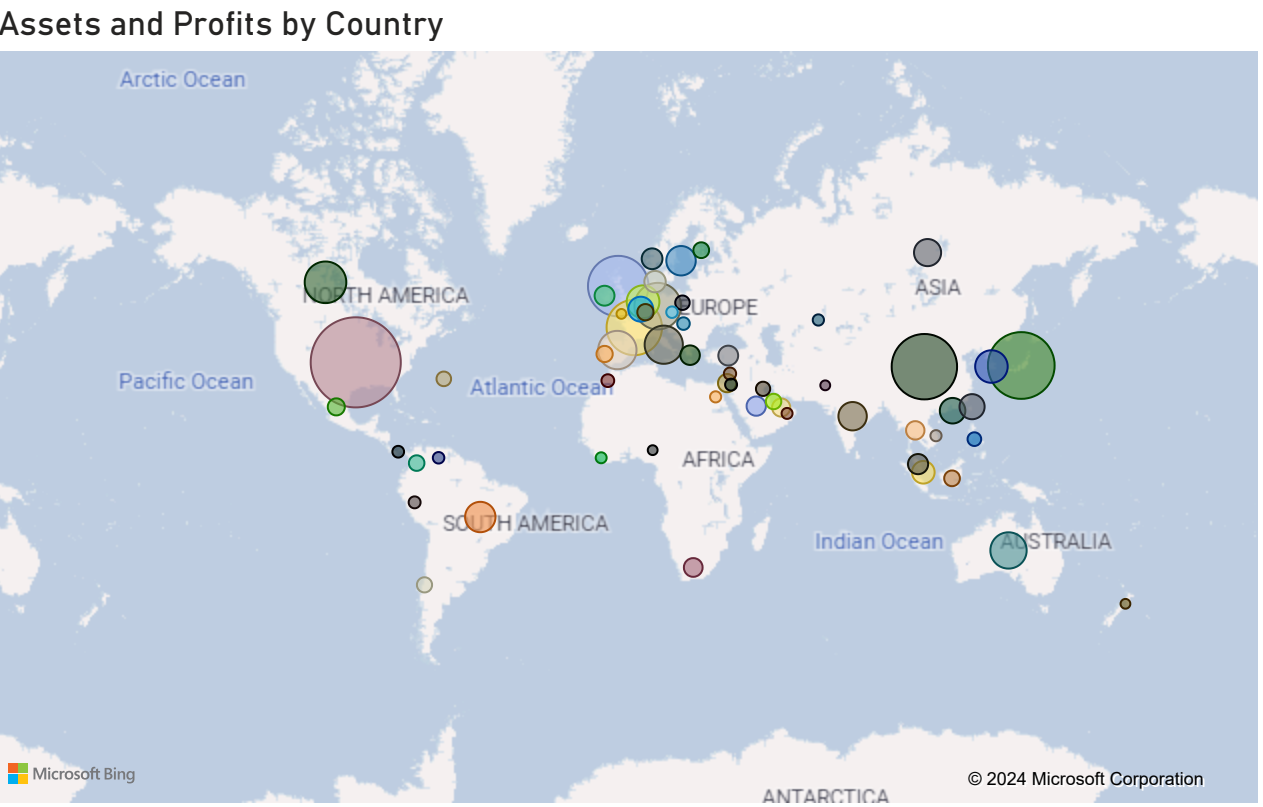 Assets and Profits by Country
Arctic Ocean
NORTH AMERICA
ASIA
EUROPE
Pacific Ocean
Atlantic Ocean
AFRICA
SOUTH AMERICA
Indian Ocean
AUSTRALIA
Microsoft Bing
© 2024 Microsoft Corporation
ANTARCTICA